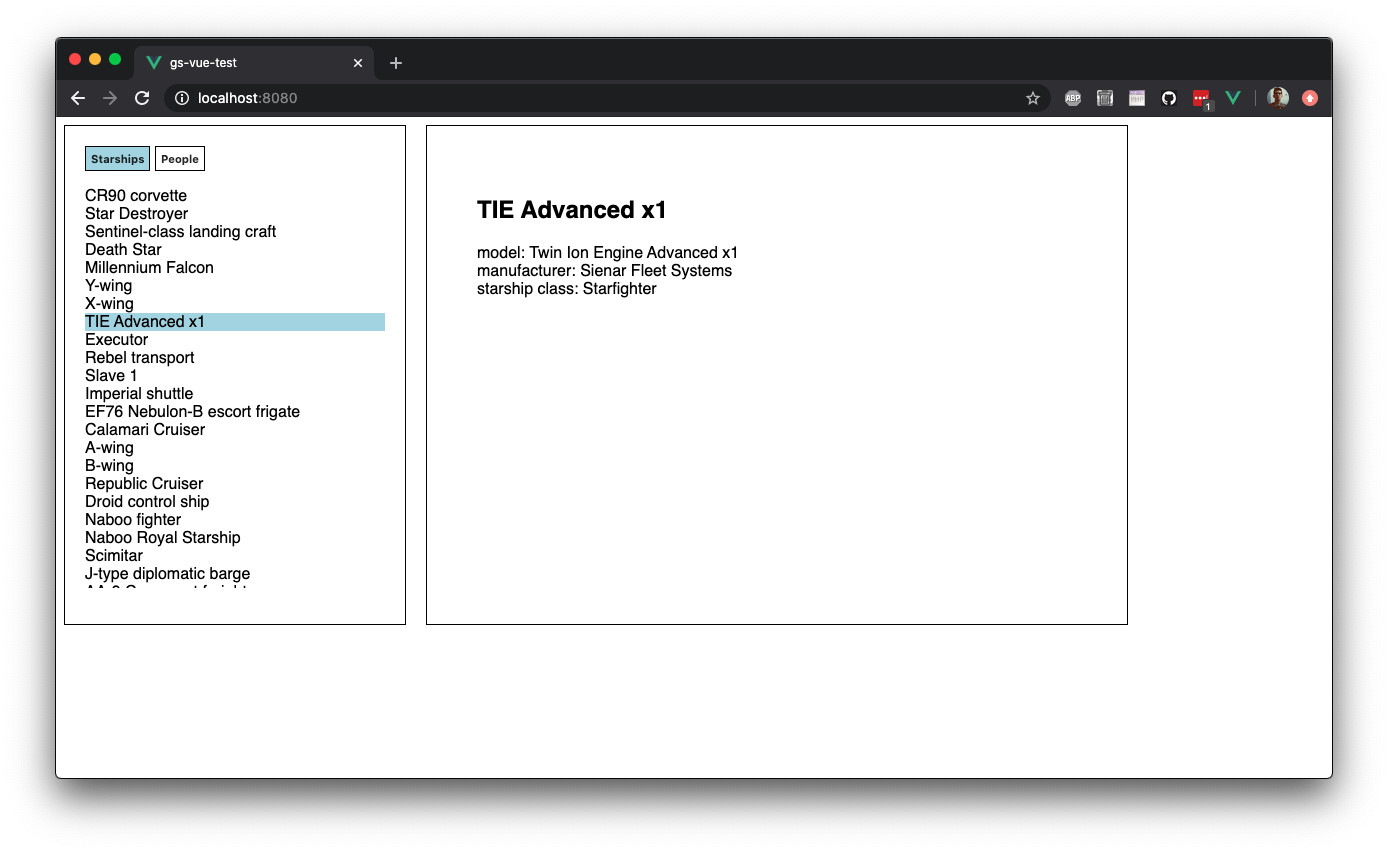 gs-vue-test
localhost:8080
ABP
1
Starships People
CR90 corvette
Star Destroyer
Sentinel-class landing craft
Death Star
Millennium Falcon
Y-wing
X-wing
TIE Advanced x1
Executor
Rebel transport
Slave 1
Imperial shuttle
EF76 Nebulon-B escort frigate
Calamari Cruiser
A-wing
B-wing
Republic Cruiser
Droid control ship
Naboo fighter
Naboo Royal Starship
Scimitar
J-type diplomatic barge
TIE Advanced x1
model: Twin Ion Engine Advanced x1
manufacturer: Sienar Fleet Systems
starship class: Starfighter